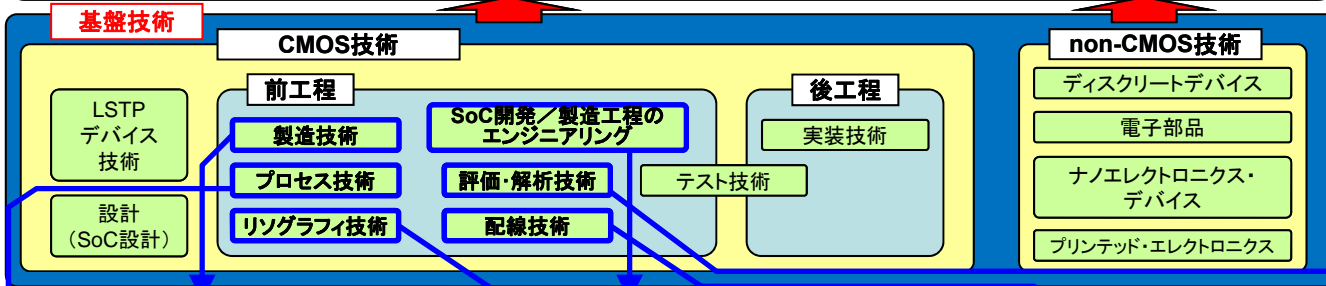 基盤技術
CMOS技術
LSTP
デバイス
技術
設計
（SoC設計）
前工程
製造技術
プロセス技術
リソグラフィ技術
SoC開発／製造工程の
エンジニアリング
評価・解析技術
配線技術
テスト技術
後工程
実装技術
non-CMOS技術
ディスクリートデバイス
電子部品
ナノエレクトロニクス・
デバイス
プリンテッド・エレクトロニクス